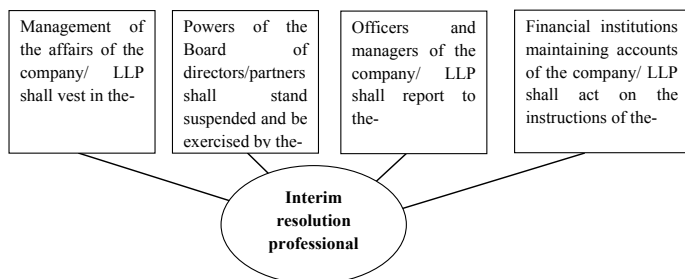 Management of
the affairs of the
company/ LLP
shall vest in the-
Powers of the
Board of
directors/partners
shall stand
suspended and be
exercised by the-
Officers and
managers of the
company/ LLP
shall report to
the-
Financial institutions
maintaining accounts
of the company/ LLP
shall act on the
instructions of the-
Interim
resolution
professional